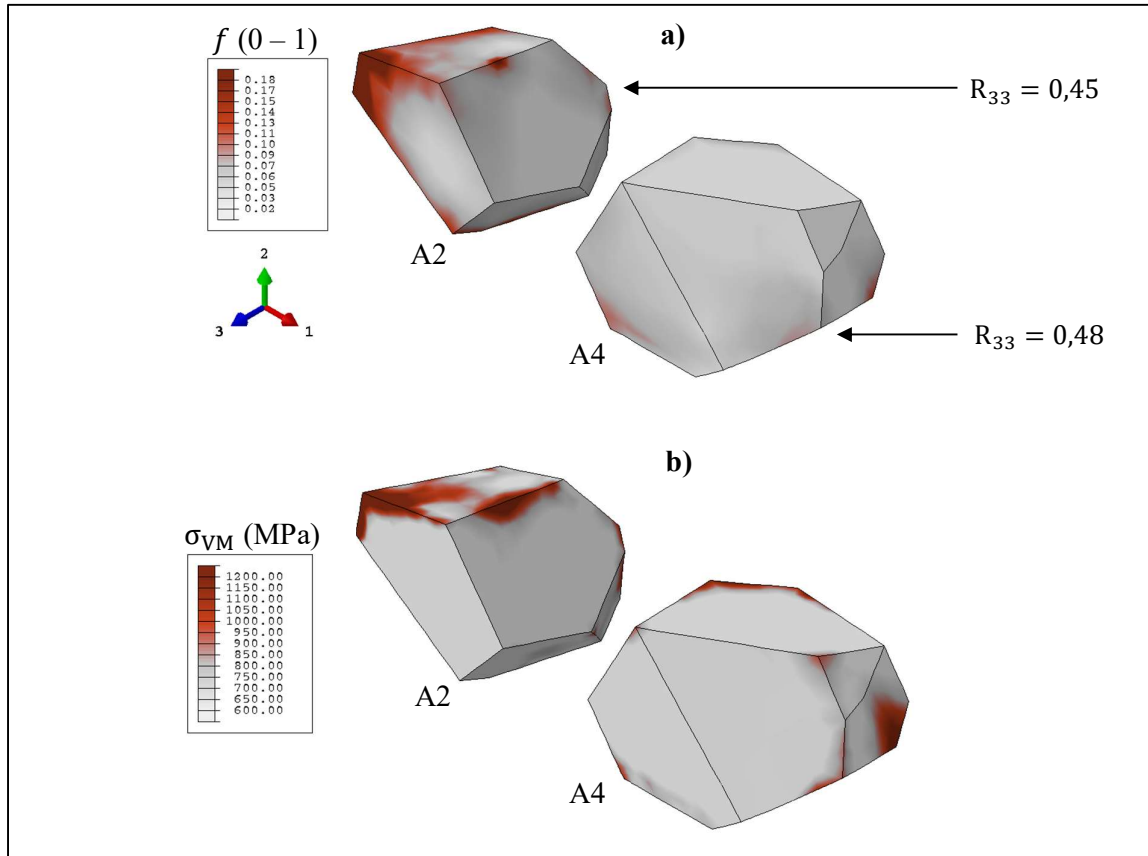 f (0 – 1)
a)
0.18
0.17
0.15
0.14
0.13
0.11
0.10
0.09
0.07
0.06
0.05
0.03
0.02
R33 = 0,45
2
3
1
A2
A4
R33 = 0,48
b)
σVM (MPa)
1200.00
1150.00
1100.00
1050.00
1000.00
950.00
900.00
850.00
800.00
750.00
700.00
650.00
600.00
A2
A4